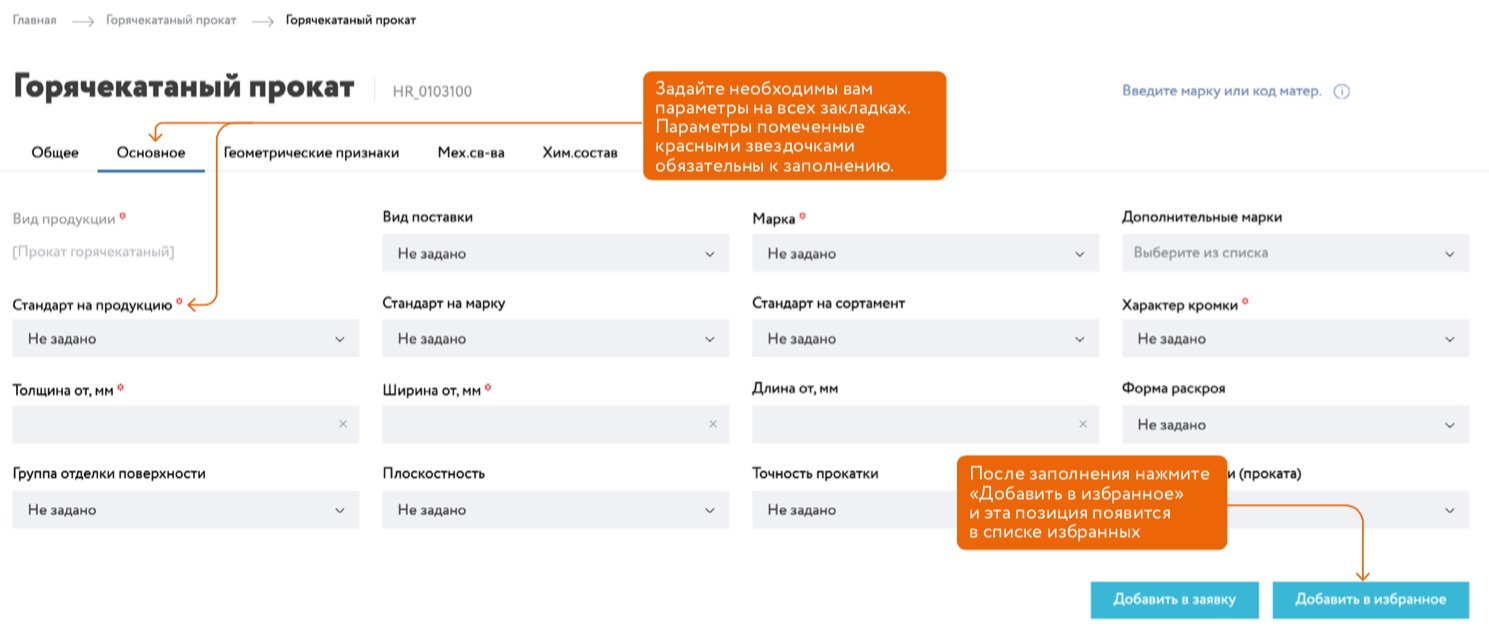 Главная → Горячекатаный прокат → Горячекатаный прокат
Горячекатаный прокат
HR_0103100
Задайте необходимы вам
параметры на всех закладках.
Параметры помеченные
красными звездочками
обязательны к заполнению.
Введите марку или код матер.
Общее Основное Геометрические признаки Мех.св-ва Хим.состав
Вид продукции * Вид поставки Марка * Дополнительные марки
[Прокат горячекатаный] Не задано Не задано Выберите из списка
Стандарт на продукцию * Стандарт на марку Стандарт на сортамент Характер кромки *
Не задано Не задано Не задано Не задано
Толщина от, мм * Ширина от, мм * Длина от, мм Форма раскроя
Не задано
Группа отделки поверхности Плоскостность Точность прокатки и (проката)
Не задано Не задано Не задано
После заполнения нажмите
«Добавить в избранное»
и эта позиция появится
в списке избранных
Добавить в заявку Добавить в избранное